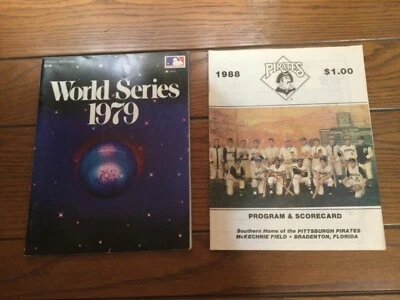 World Series
1979
1988
PIRATES
$1.00
PROGRAM & SCORECARD
Southern Home of the PITTSBURGH PIRATES
McKECHNIE FIELD • BRADENTON, FLORIDA